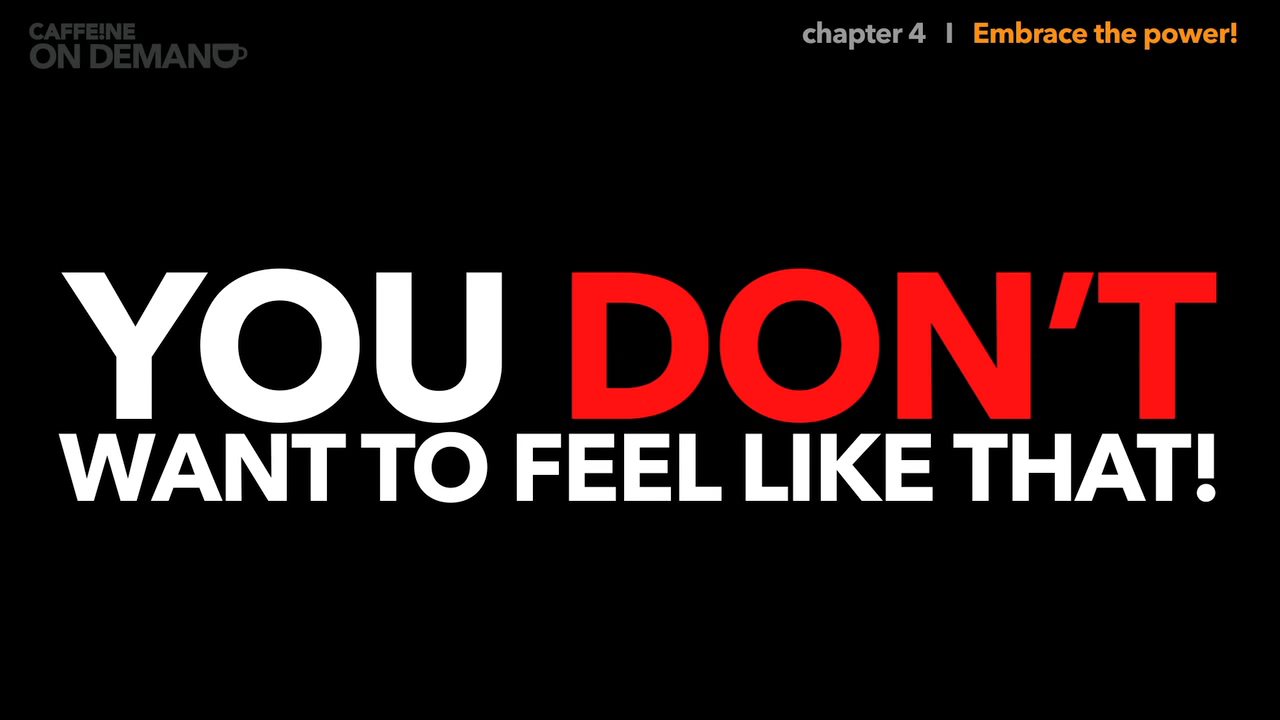 CAFFE!NE
ON DEMAND
chapter 4 | Embrace the power!
YOU DON’T
WANT TO FEEL LIKE THAT!